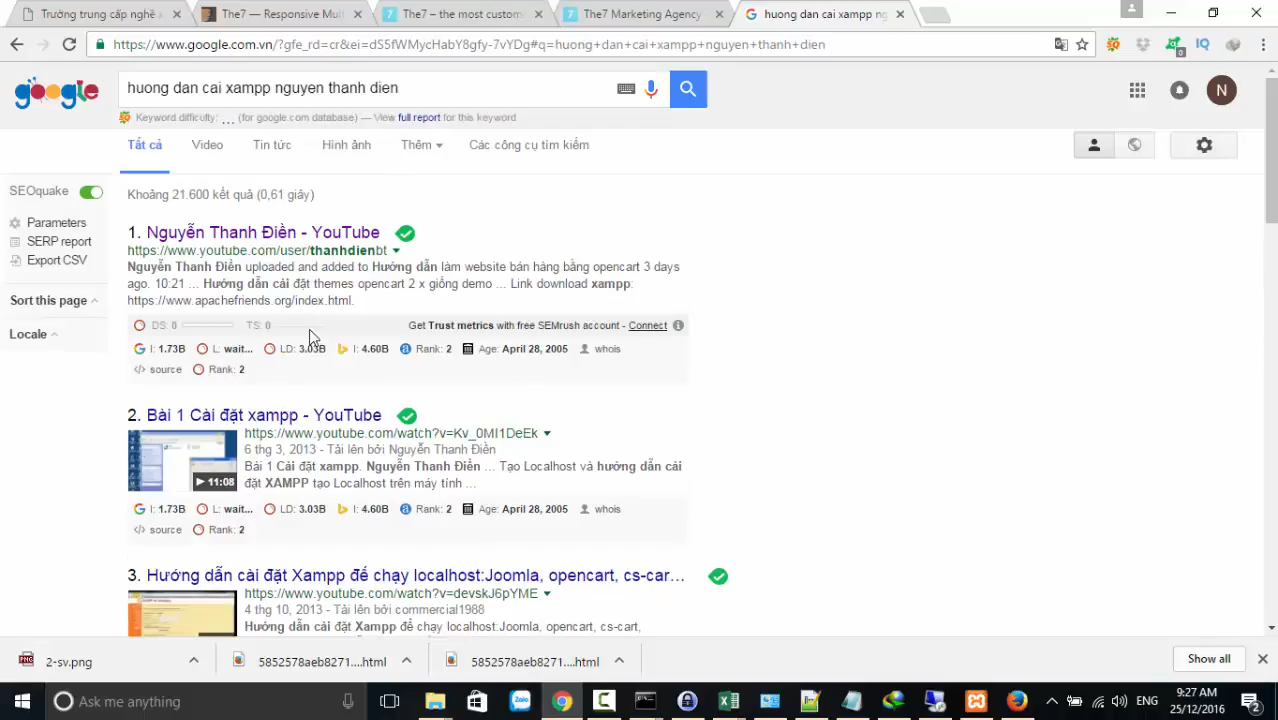 Trường trung cấp nghề
The7 — Responsive Mult
The7 – the most custom
The7 Marketing Agency
huong dan cai xampp ng
https://www.google.com.vn/?gfe_rd=cr&ei=dS5fWMycHabY8gfy-7vYDg#q=huong+dan+cai+xampp+nguyen+thanh+dien
google
huong dan cai xampp nguyen thanh dien
N
Keyword difficulty: ... (for google.com database) — View full report for this keyword
Tất cả Video Tin tức Hình ảnh Thêm Các công cụ tìm kiếm
SEOquake
Parameters
SERP report
Export CSV
Sort this page
Locale
Khoảng 21.600 kết quả (0,61 giây)
1. Nguyễn Thanh Điền - YouTube
https://www.youtube.com/user/thanhdienbt
Nguyễn Thanh Điền uploaded and added to Hướng dẫn làm website bán hàng bằng opencart 3 days
ago. 10:21 ... Hướng dẫn cài đặt themes opencart 2 x giống demo ... Link download xampp:
https://www.apachefriends.org/index.html.
DS: 0 TS: 0 Get Trust metrics with free SEMrush account - Connect
I: 1.73B L: wait... LD: 3.03B I: 4.60B Rank: 2 Age: April 28, 2005 whois
source Rank: 2
2. Bài 1 Cài đặt xampp - YouTube
https://www.youtube.com/watch?v=Kv_0MI1DeEk
6 thg 3, 2013 - Tải lên bởi Nguyễn Thanh Điền
Bài 1 Cài đặt xampp. Nguyễn Thanh Điền ... Tạo Localhost và hướng dẫn cài
đặt XAMPP tạo Localhost trên máy tính ...
11:08
I: 1.73B L: wait... LD: 3.03B I: 4.60B Rank: 2 Age: April 28, 2005 whois
source Rank: 2
3. Hướng dẫn cài đặt Xampp để chạy localhost:Joomla, opencart, cs-car...
https://www.youtube.com/watch?v=devskJ6pYME
4 thg 10, 2013 - Tải lên bởi commercial1988
Hướng dẫn cài đặt Xampp để chạy localhost:Joomla, opencart, cs-cart,
2-sv.png
5852578aeb8271....html
5852578aeb8271....html
Show all
Ask me anything
Zalo
ENG
9:27 AM
25/12/2016
2